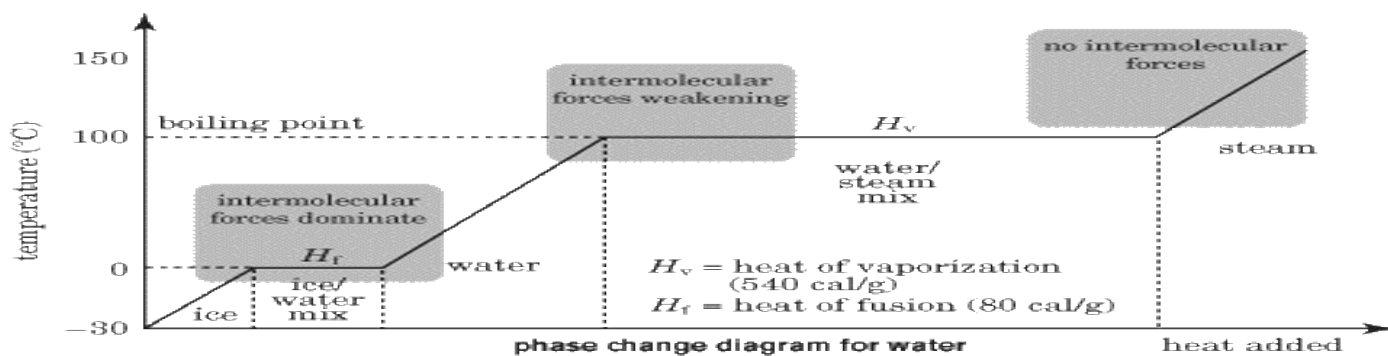 150
no intermolecular
forces
intermolecular
forces weakening
boiling point
100
Hv
steam
water/
steam
mix
temperature (°C)
intermolecular
forces dominate
Hf
0
water
Hv = heat of vaporization
(540 cal/g)
Hf = heat of fusion (80 cal/g)
ice/
water
mix
ice
−30
phase change diagram for water
heat added